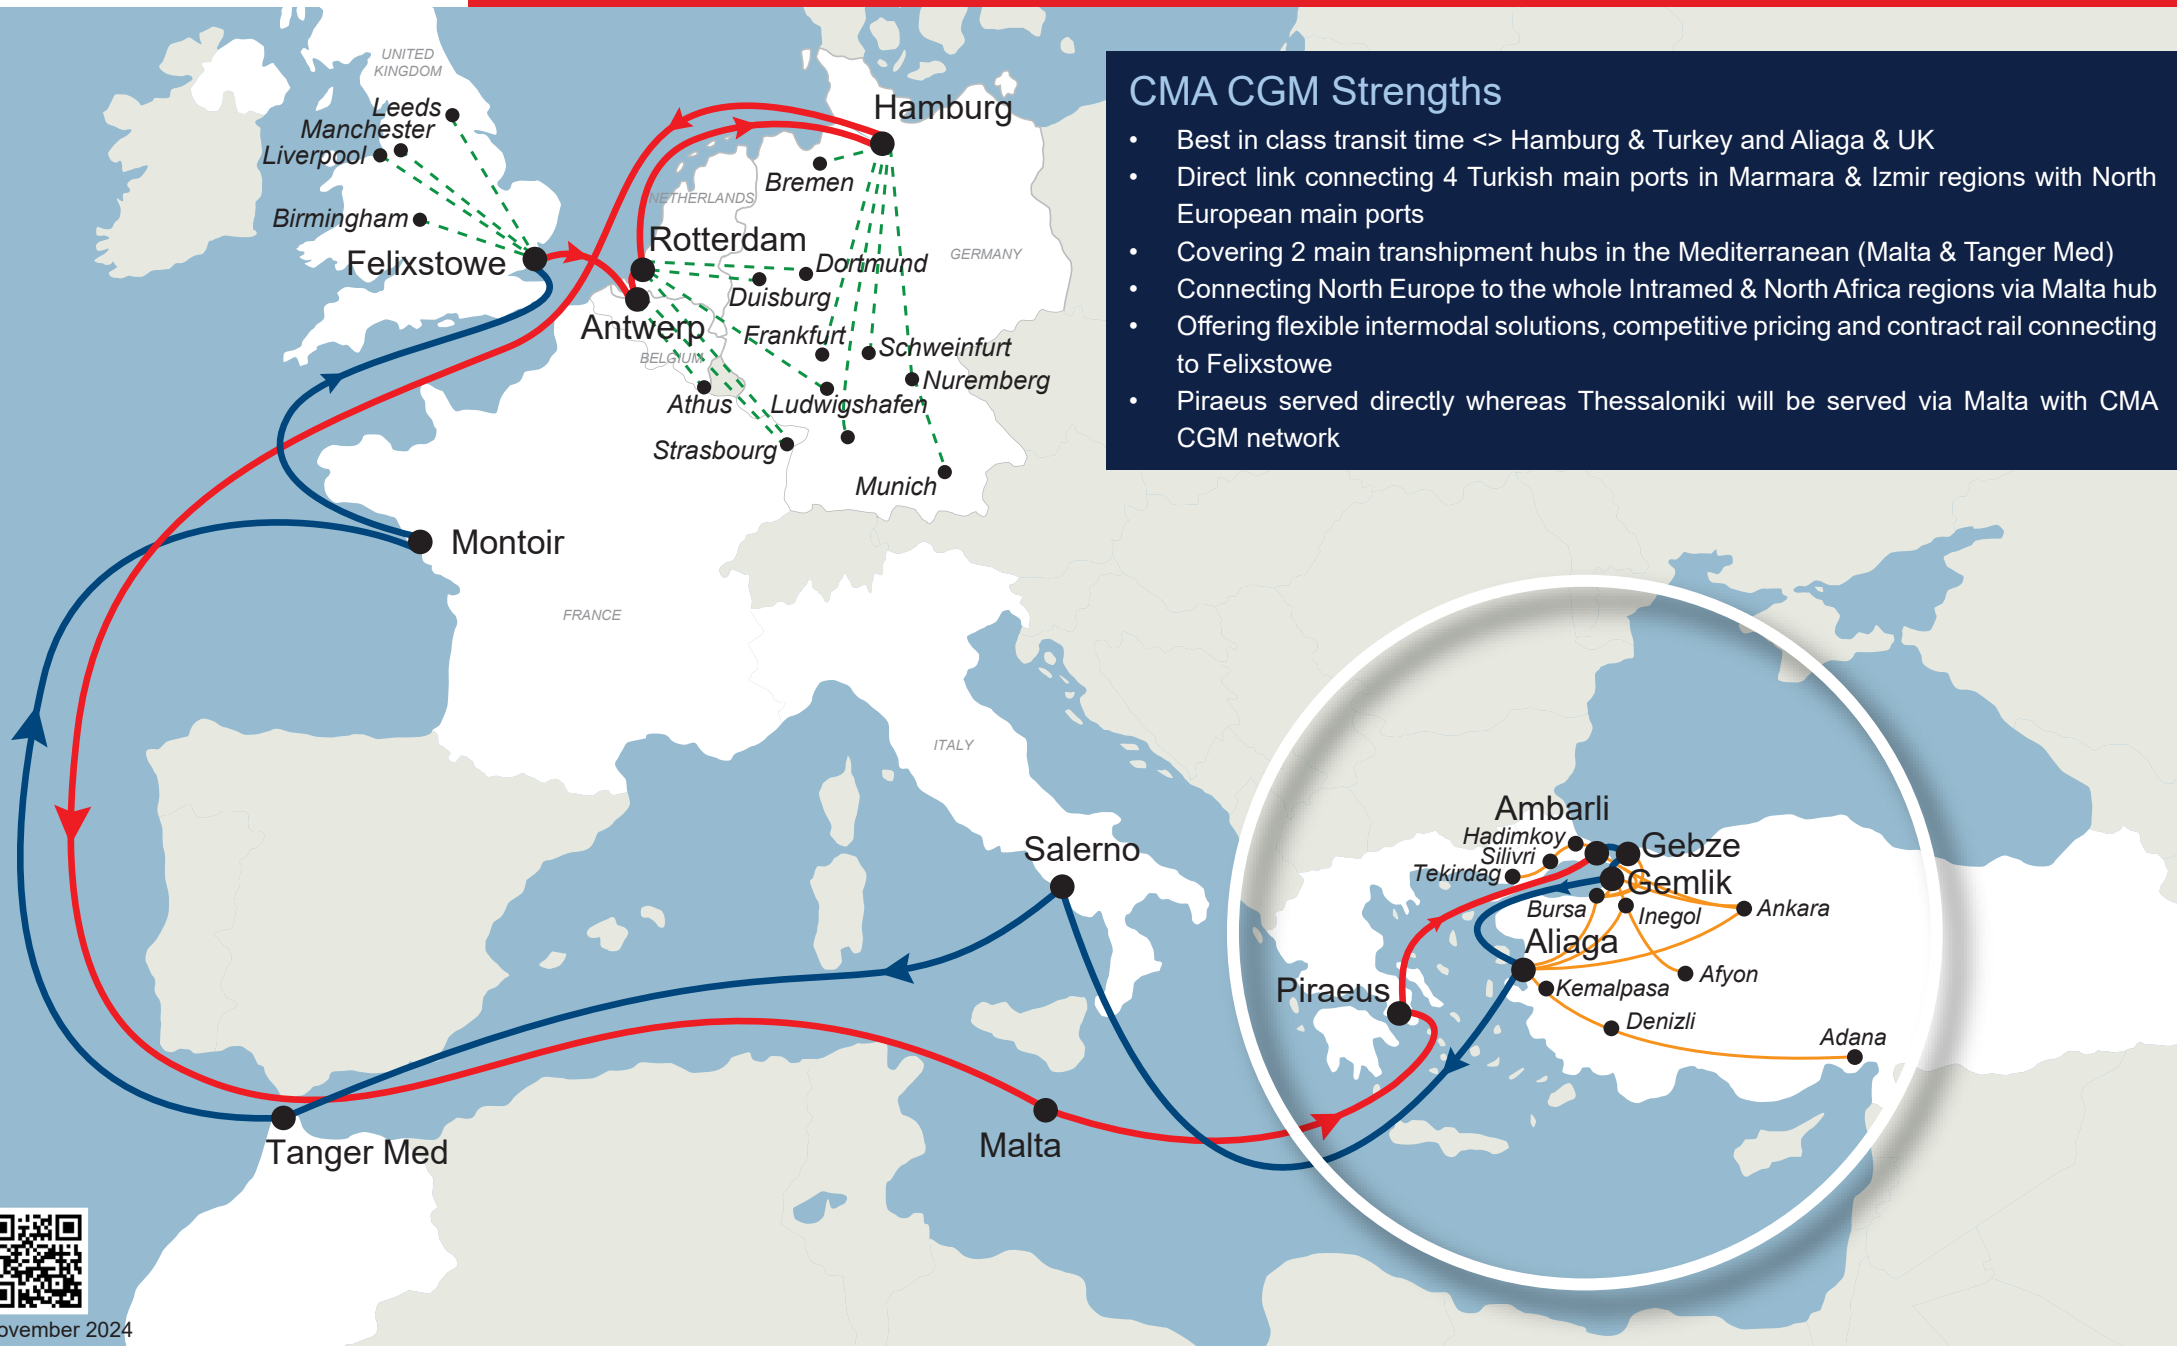 CMA CGM Strengths
• Best in class transit time <> Hamburg & Turkey and Aliaga & UK
• Direct link connecting 4 Turkish main ports in Marmara & Izmir regions with North
European main ports
• Covering 2 main transhipment hubs in the Mediterranean (Malta & Tanger Med)
• Connecting North Europe to the whole Intramed & North Africa regions via Malta hub
• Offering flexible intermodal solutions, competitive pricing and contract rail connecting
to Felixstowe
• Piraeus served directly whereas Thessaloniki will be served via Malta with CMA
CGM network
UNITED
KINGDOM
Leeds
Manchester
Liverpool
Birmingham
Felixstowe
Hamburg
Bremen
NETHERLANDS
Rotterdam
GERMANY
Dortmund
Duisburg
Antwerp
BELGIUM
Frankfurt
Schweinfurt
Nuremberg
Athus
Ludwigshafen
Strasbourg
Munich
Montoir
FRANCE
ITALY
Salerno
Ambarli
Hadimkoy
Silivri
Tekirdag
Gebze
Gemlik
Bursa
Inegol
Ankara
Aliaga
Afyon
Kemalpasa
Piraeus
Denizli
Adana
Tanger Med
Malta
ovember 2024